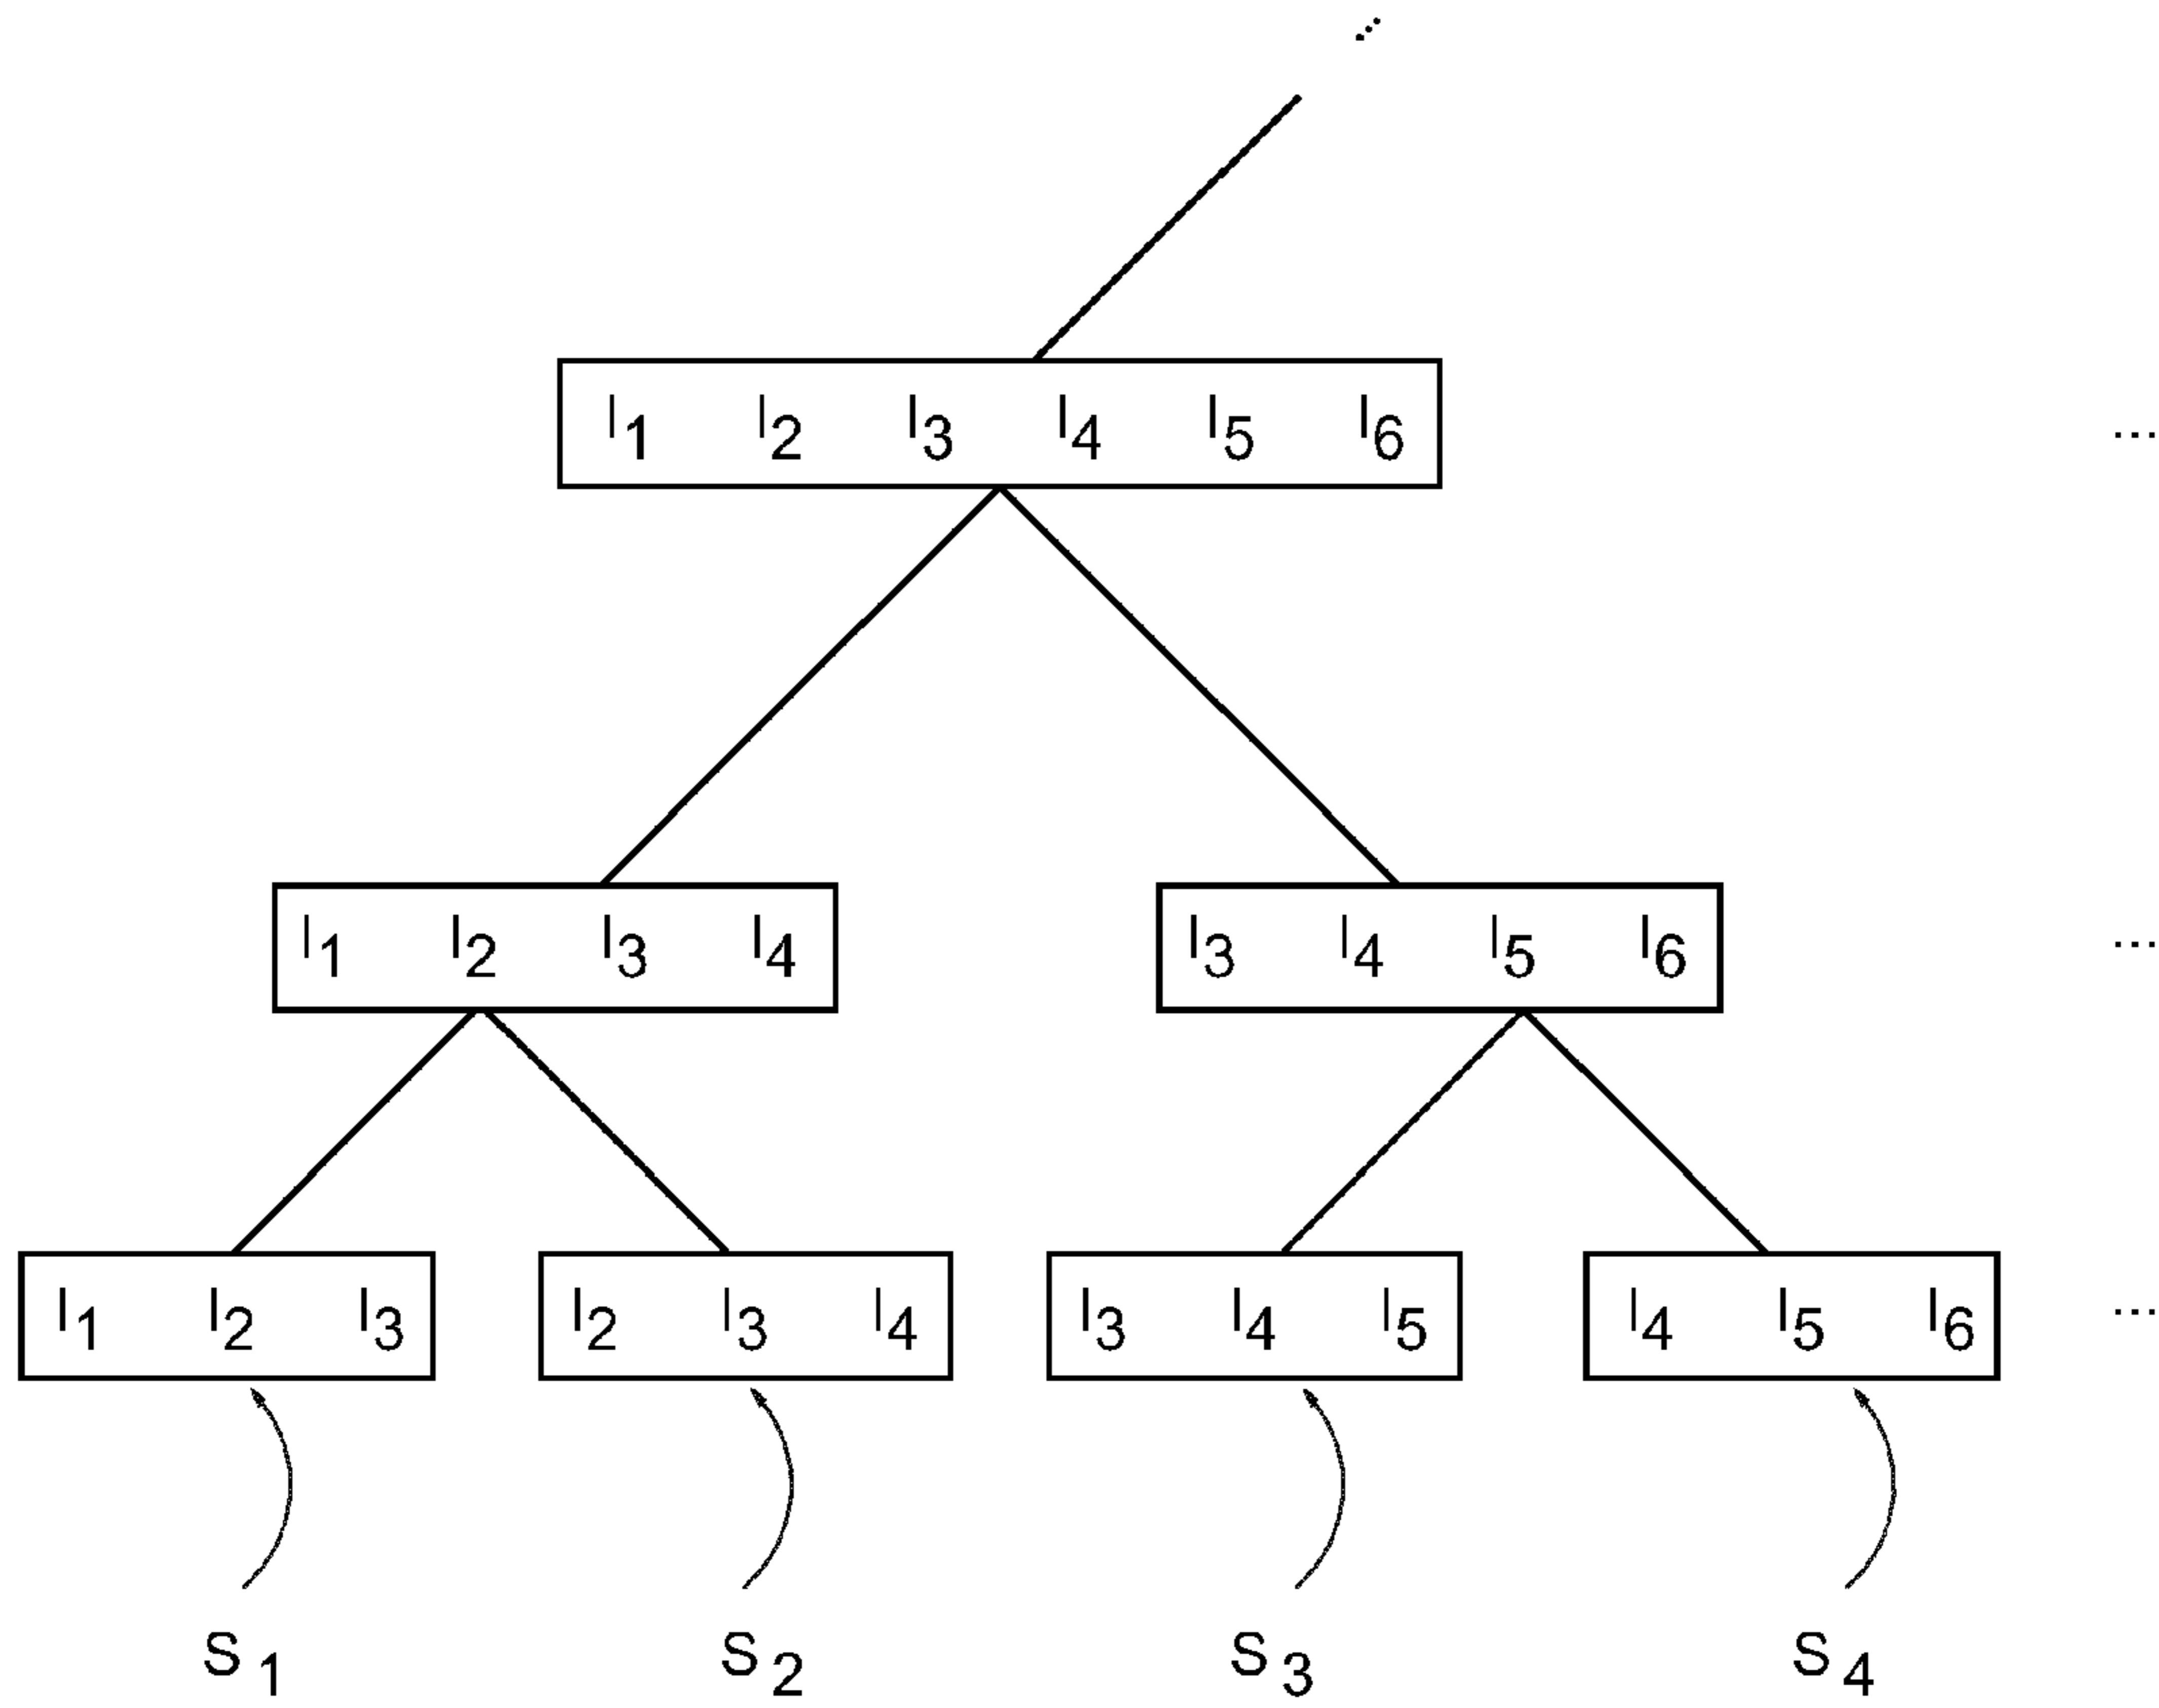 I1 I2 I3 I4 I5 I6 ...
I1 I2 I3 I4 I3 I4 I5 I6 ...
I1 I2 I3 I2 I3 I4 I3 I4 I5 I4 I5 I6 ...
S1 S2 S3 S4